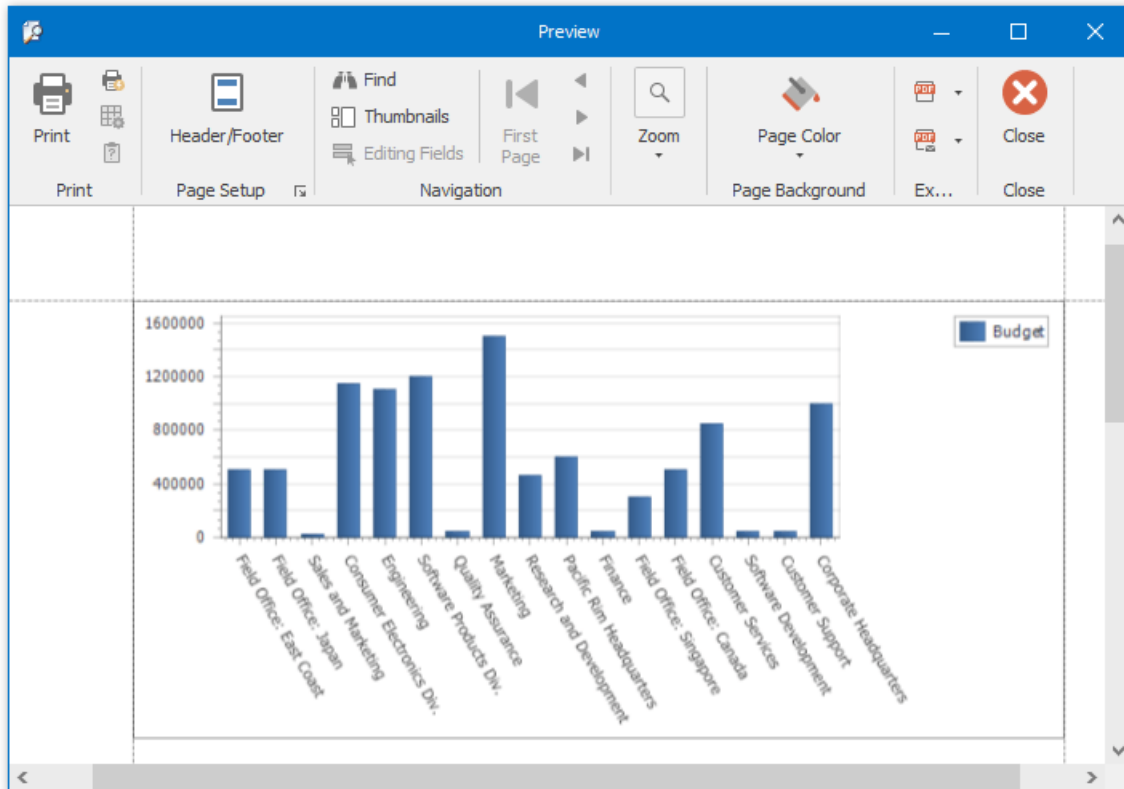 Preview
Print
Header/Footer
Find
Thumbnails
Editing Fields
First
Page
Zoom
Page Color
PDF
PDF
Close
Print
Page Setup
Navigation
Page Background
Ex...
Close
1600000
1200000
800000
400000
0
Budget
Field Office: East Coast
Field Office: Japan
Sales and Marketing
Consumer Electronics Div.
Engineering
Software Products Div.
Quality Assurance
Marketing
Research and Development
Pacific Rim Headquarters
Finance
Field Office: Singapore
Field Office: Canada
Customer Services
Software Development
Customer Support
Corporate Headquarters